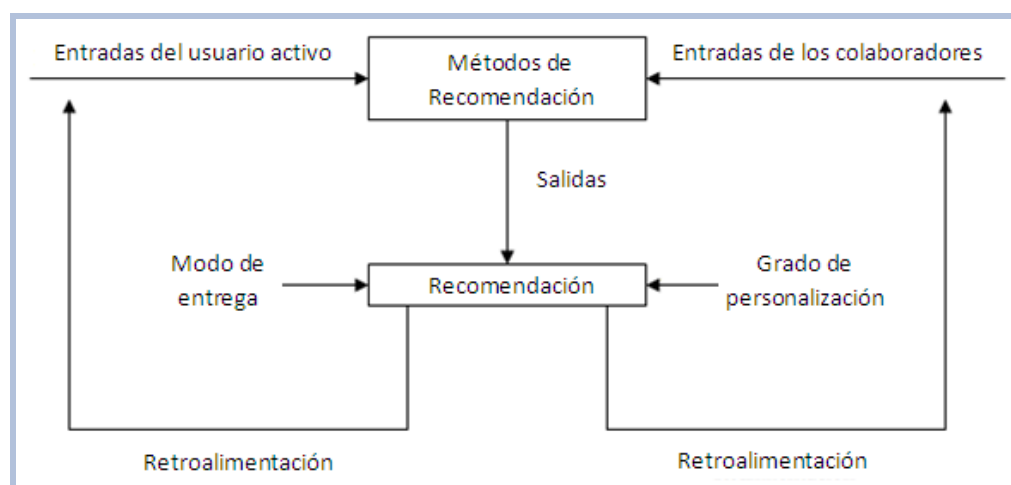 Entradas del usuario activo
Métodos de
Recomendación
Entradas de los colaboradores
Salidas
Modo de
entrega
Recomendación
Grado de
personalización
Retroalimentación
Retroalimentación